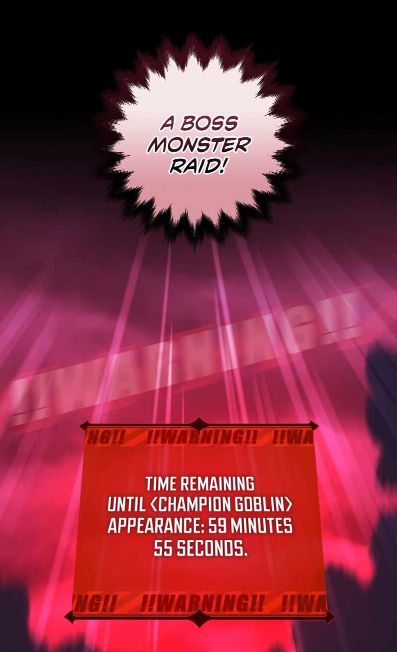 A BOSS
MONSTER
RAID!
!!WARNING!!
NG!! !!WARNING!! !!WA
TIME REMAINING
UNTIL <CHAMPION GOBLIN>
APPEARANCE: 59 MINUTES
55 SECONDS.
NG!! !!WARNING!! !!WA